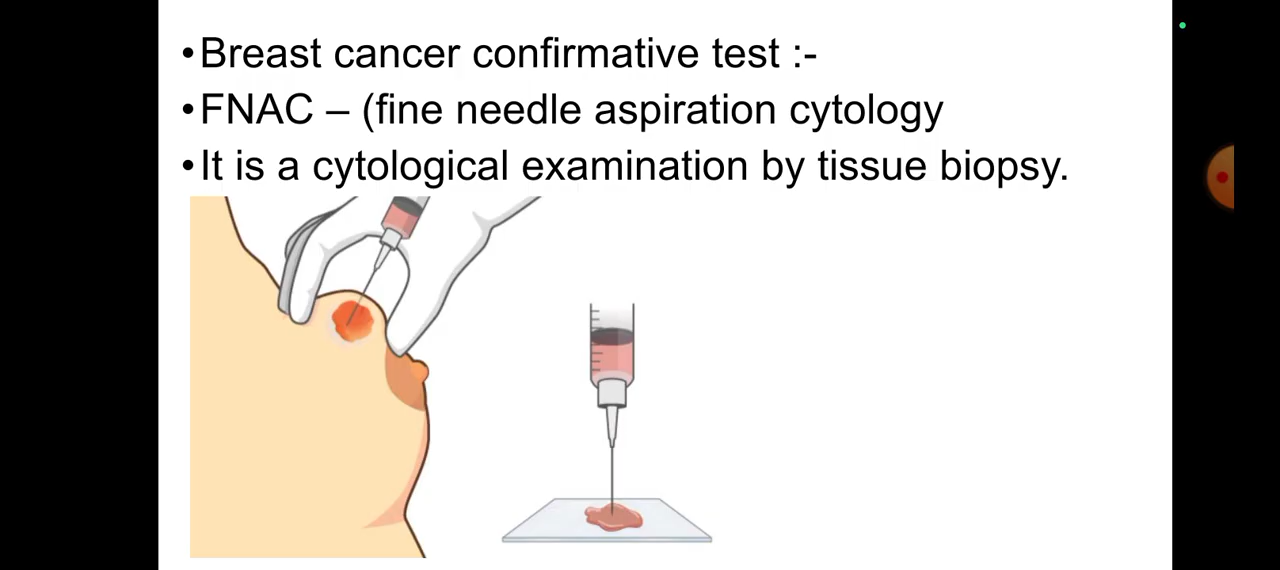 •Breast cancer confirmative test :-
•FNAC – (fine needle aspiration cytology
•It is a cytological examination by tissue biopsy.